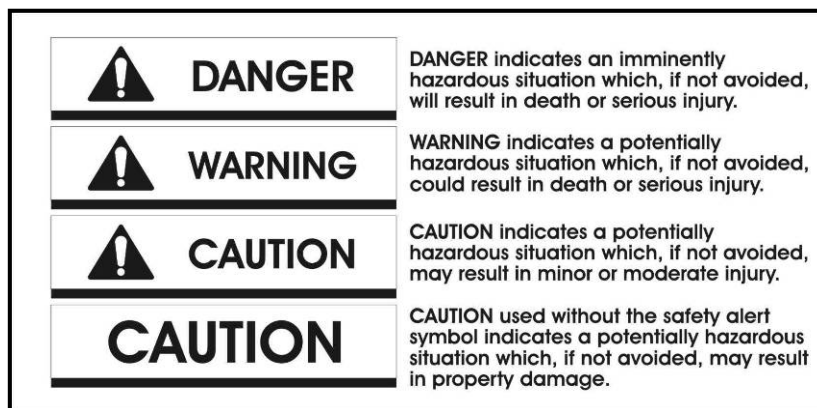 DANGER
DANGER indicates an imminently
hazardous situation which, if not avoided,
will result in death or serious injury.
WARNING
WARNING indicates a potentially
hazardous situation which, if not avoided,
could result in death or serious injury.
CAUTION
CAUTION indicates a potentially
hazardous situation which, if not avoided,
may result in minor or moderate injury.
CAUTION
CAUTION used without the safety alert
symbol indicates a potentially hazardous
situation which, if not avoided, may result
in property damage.